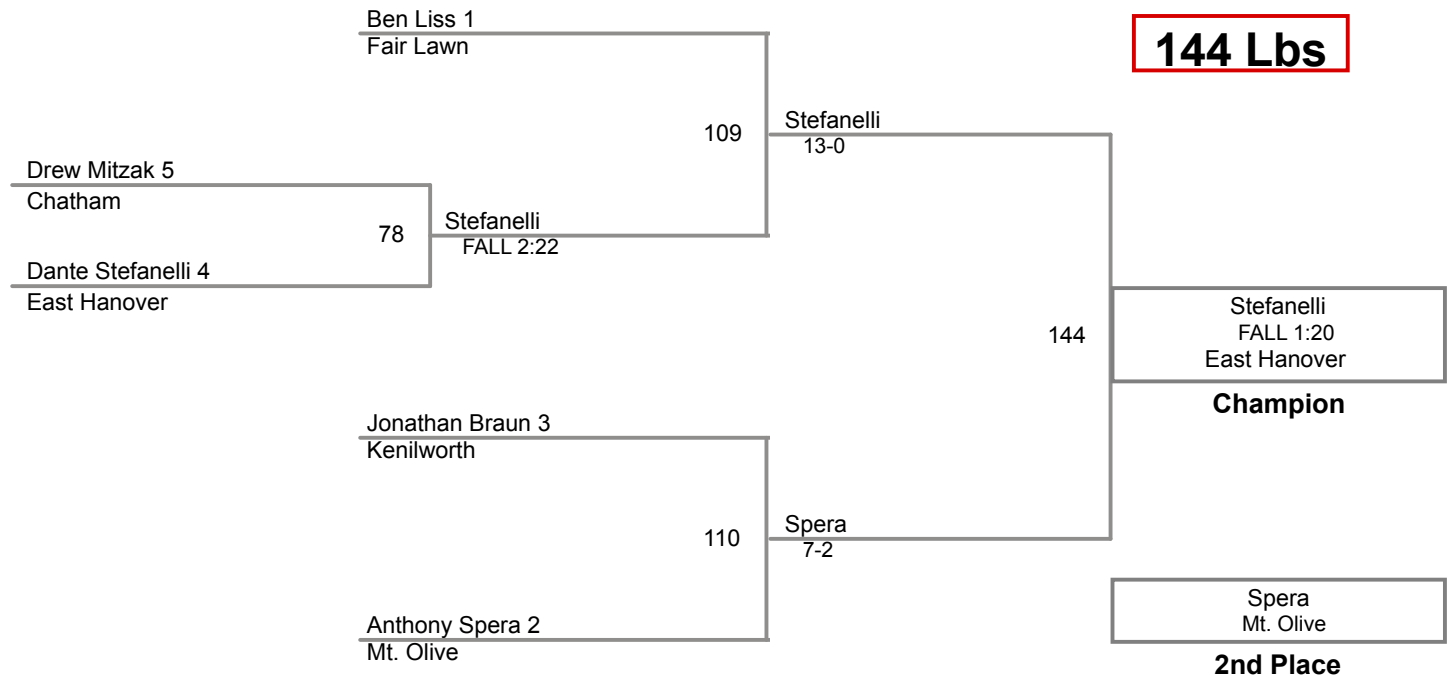 Ben Liss 1
Fair Lawn
144 Lbs
109
Stefanelli
13-0
Drew Mitzak 5
Chatham
78
Stefanelli
FALL 2:22
Dante Stefanelli 4
East Hanover
144
Stefanelli
FALL 1:20
East Hanover
Champion
Jonathan Braun 3
Kenilworth
110
Spera
7-2
Anthony Spera 2
Mt. Olive
Spera
Mt. Olive
2nd Place